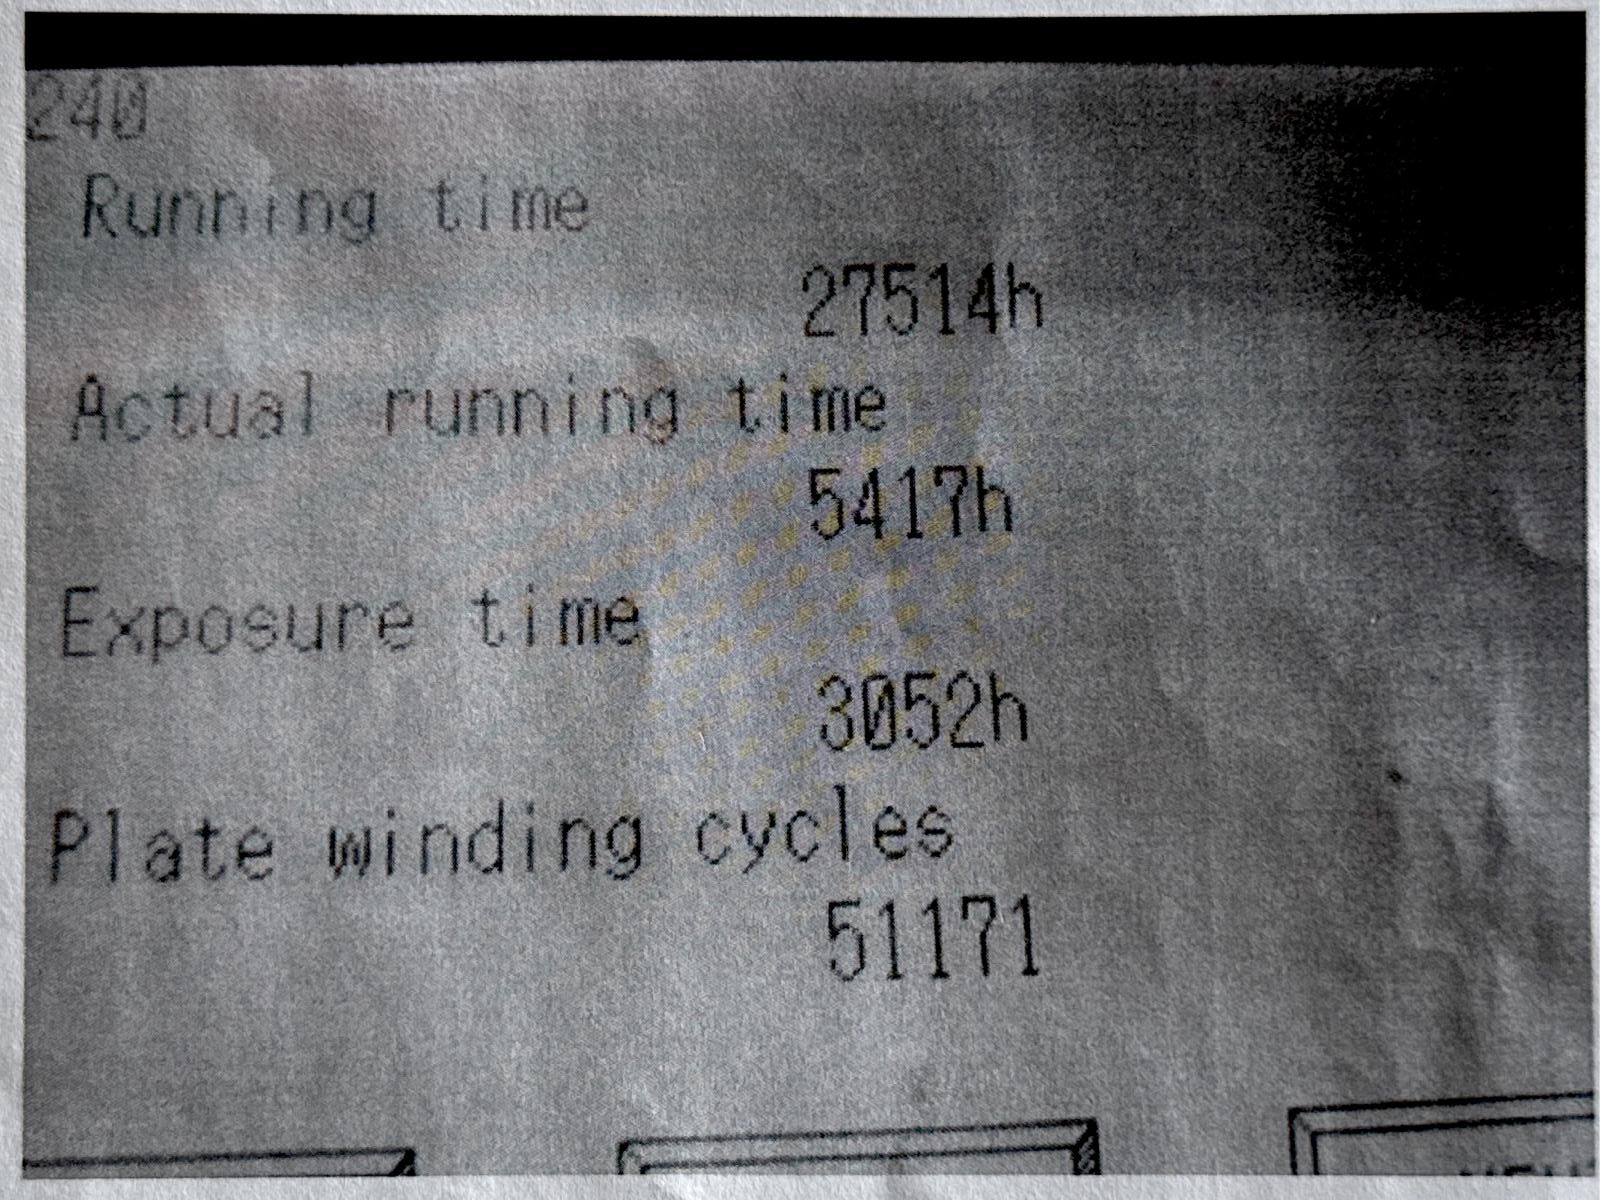 240
Running time
27514h
Actual running time
5417h
Exposure time
3052h
Plate winding cycles
51171